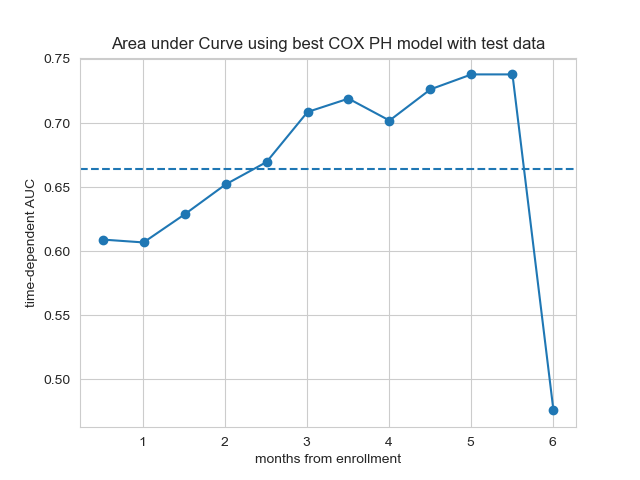 Area under Curve using best COX PH model with test data
0.75
0.70
0.65
0.60
0.55
0.50
time-dependent AUC
1 2 3 4 5 6
months from enrollment